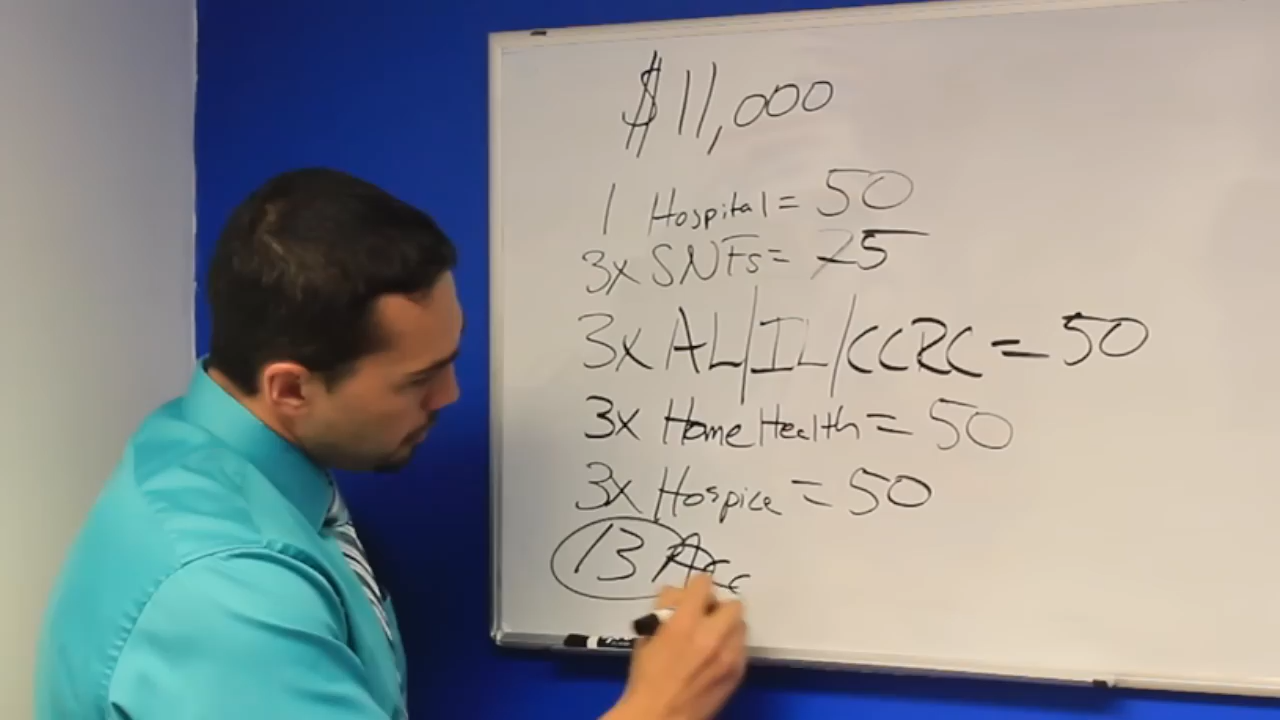 $11,000
1 Hospital = 50
3x SNFs = 25
3x AL/IL/CCRC = 50
3x Home Health = 50
3x Hospice = 50
13 Acc